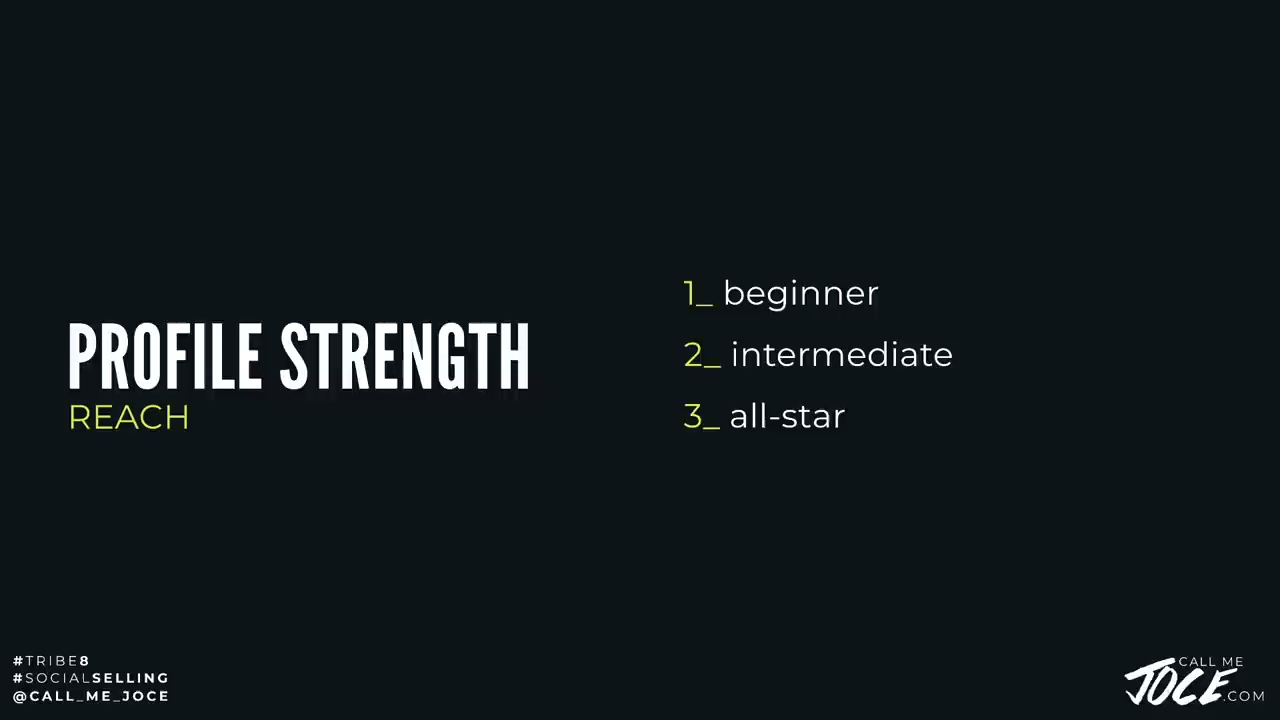 PROFILE STRENGTH
REACH
1_ beginner
2_ intermediate
3_ all-star
#TRIBE8
#SOCIALSELLING
@CALL_ME_JOCE
CALL ME
JOCE.COM